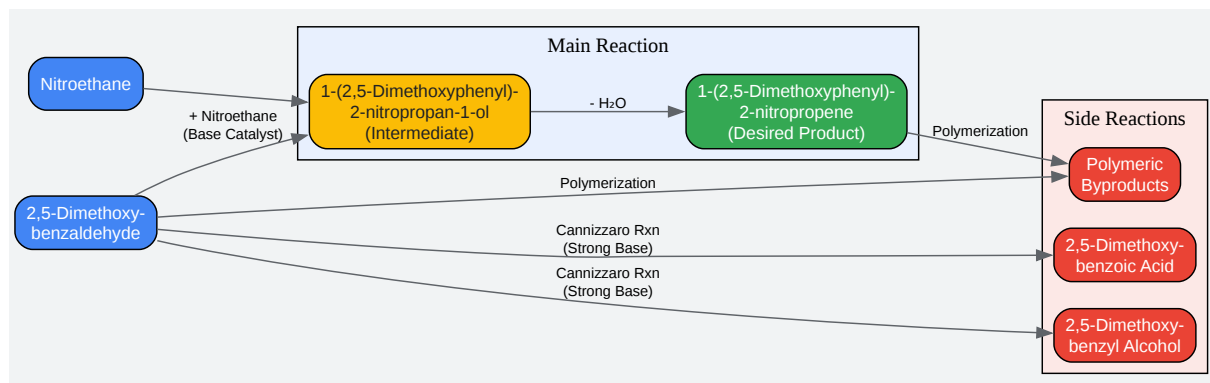 Main Reaction
Nitroethane
1-(2,5-Dimethoxyphenyl)-
2-nitropropan-1-ol
(Intermediate)
- H₂O
1-(2,5-Dimethoxyphenyl)-
2-nitropropene
(Desired Product)
+ Nitroethane
(Base Catalyst)
Polymerization
Side Reactions
Polymeric
Byproducts
2,5-Dimethoxy-
benzaldehyde
Polymerization
Cannizzaro Rxn
(Strong Base)
2,5-Dimethoxy-
benzoic Acid
Cannizzaro Rxn
(Strong Base)
2,5-Dimethoxy-
benzyl Alcohol